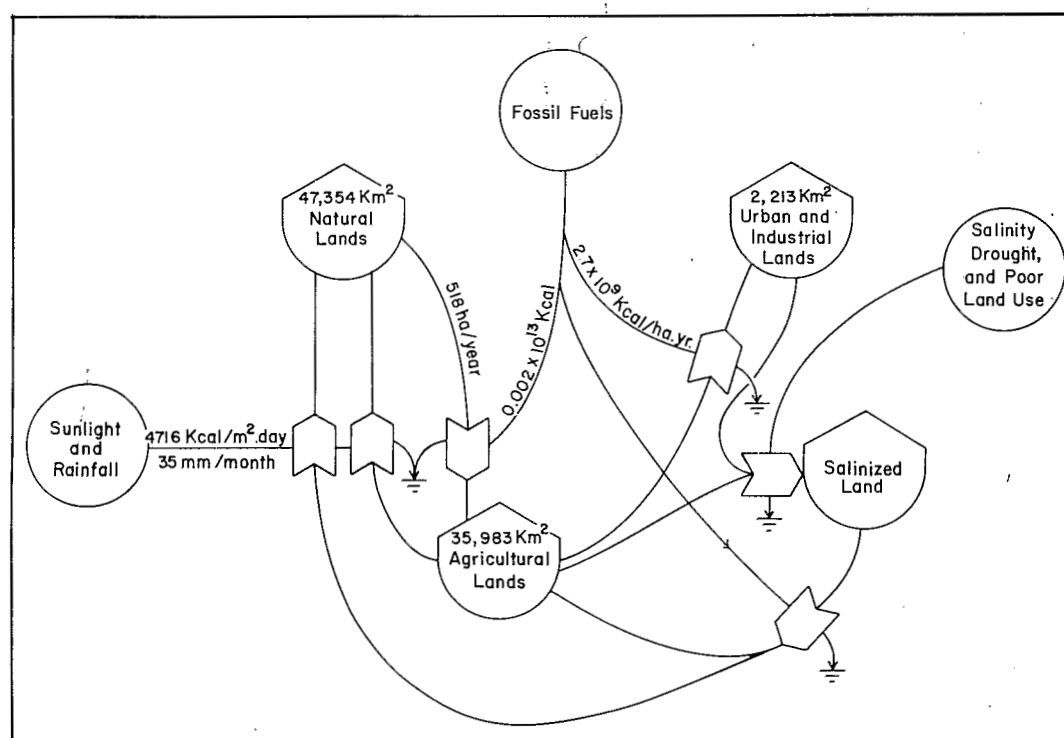 Fossil Fuels
47,354 Km²
Natural
Lands
2,213 Km²
Urban and
Industrial
Lands
Salinity
Drought,
and Poor
Land Use
518 ha/year
0.002 x 10¹³ Kcal
2.7 x 10⁹ Kcal/ha.yr.
Sunlight
and
Rainfall
4716 Kcal/m².day
35 mm/month
Salinized
Land
35,983 Km²
Agricultural
Lands